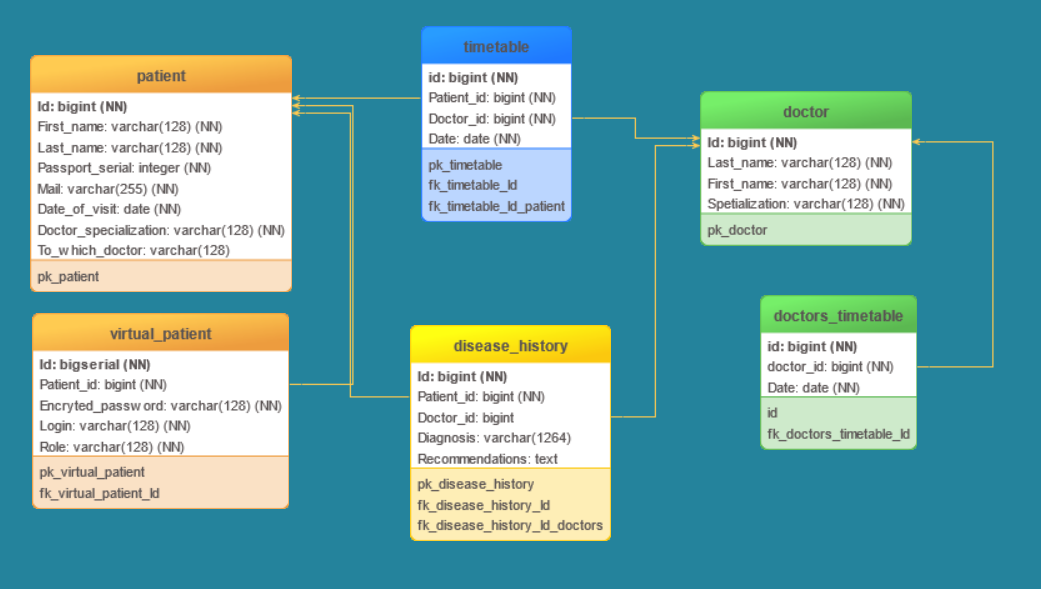 patient
Id: bigint (NN)
First_name: varchar(128) (NN)
Last_name: varchar(128) (NN)
Passport_serial: integer (NN)
Mail: varchar(255) (NN)
Date_of_visit: date (NN)
Doctor_specialization: varchar(128) (NN)
To_which_doctor: varchar(128)
pk_patient
timetable
id: bigint (NN)
Patient_id: bigint (NN)
Doctor_id: bigint (NN)
Date: date (NN)
pk_timetable
fk_timetable_Id
fk_timetable_Id_patient
doctor
Id: bigint (NN)
Last_name: varchar(128) (NN)
First_name: varchar(128) (NN)
Spetialization: varchar(128) (NN)
pk_doctor
virtual_patient
Id: bigserial (NN)
Patient_id: bigint (NN)
Encryted_password: varchar(128) (NN)
Login: varchar(128) (NN)
Role: varchar(128) (NN)
pk_virtual_patient
fk_virtual_patient_Id
disease_history
Id: bigint (NN)
Patient_id: bigint (NN)
Doctor_id: bigint
Diagnosis: varchar(1264)
Recommendations: text
pk_disease_history
fk_disease_history_Id
fk_disease_history_Id_doctors
doctors_timetable
id: bigint (NN)
doctor_id: bigint (NN)
Date: date (NN)
id
fk_doctors_timetable_Id